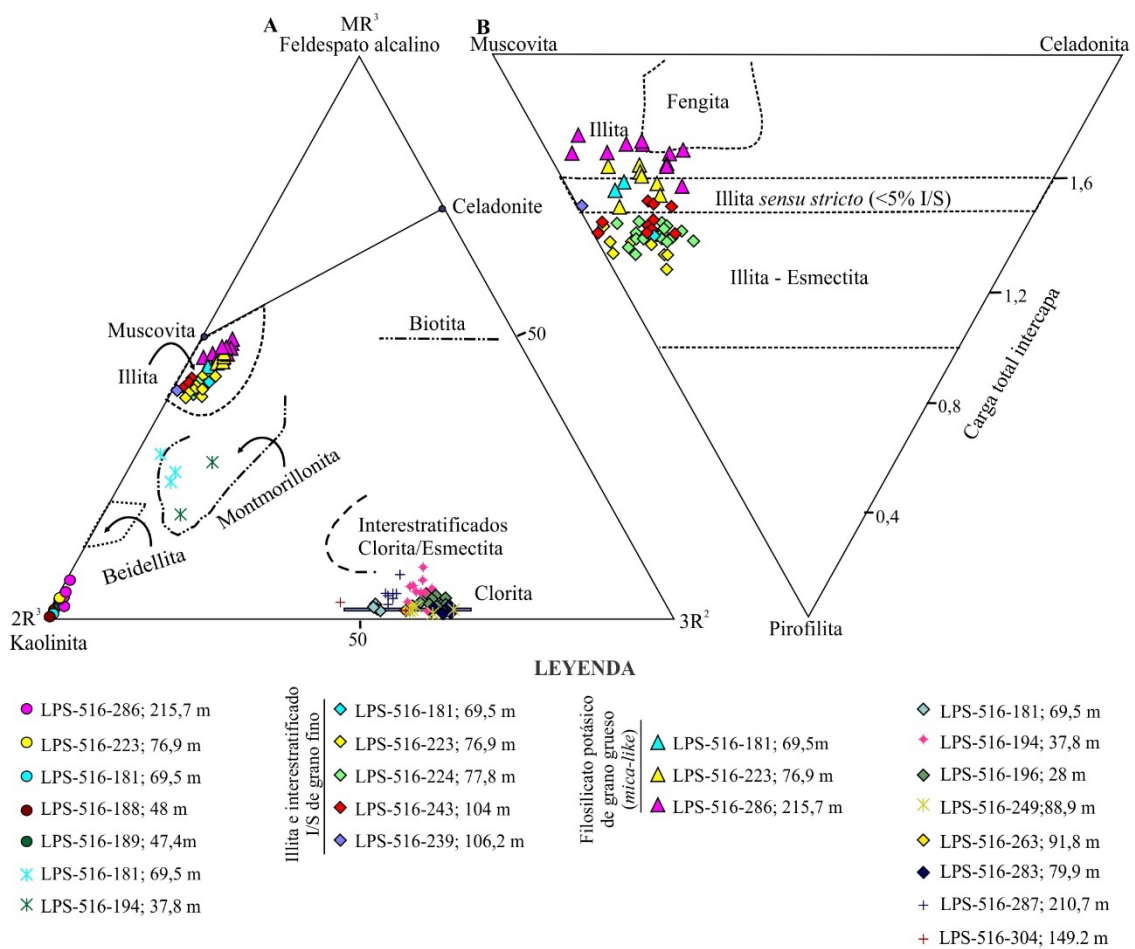 A
MR³
Feldespato alcalino
Celadonite
Muscovita
Illita
Biotita
50
Montmorillonita
Beidellita
Interestratificados
Clorita/Esmectita
Clorita
2R³
Kaolinita
50
3R²
B
Muscovita
Celadonita
Fengita
Illita
1,6
Illita sensu stricto (<5% I/S)
Illita - Esmectita
1,2
Carga total intercapa
0,8
0,4
Pirofilita
LEYENDA
LPS-516-286; 215,7 m
LPS-516-223; 76,9 m
LPS-516-181; 69,5 m
LPS-516-188; 48 m
LPS-516-189; 47,4m
LPS-516-181; 69,5 m
LPS-516-194; 37,8 m
Illita e interestratificado
I/S de grano fino
LPS-516-181; 69,5 m
LPS-516-223; 76,9 m
LPS-516-224; 77,8 m
LPS-516-243; 104 m
LPS-516-239; 106,2 m
Filosilicato potásico
de grano grueso
(mica-like)
LPS-516-181; 69,5m
LPS-516-223; 76,9 m
LPS-516-286; 215,7 m
LPS-516-181; 69,5 m
LPS-516-194; 37,8 m
LPS-516-196; 28 m
LPS-516-249;88,9 m
LPS-516-263; 91,8 m
LPS-516-283; 79,9 m
LPS-516-287; 210,7 m
LPS-516-304; 149.2 m